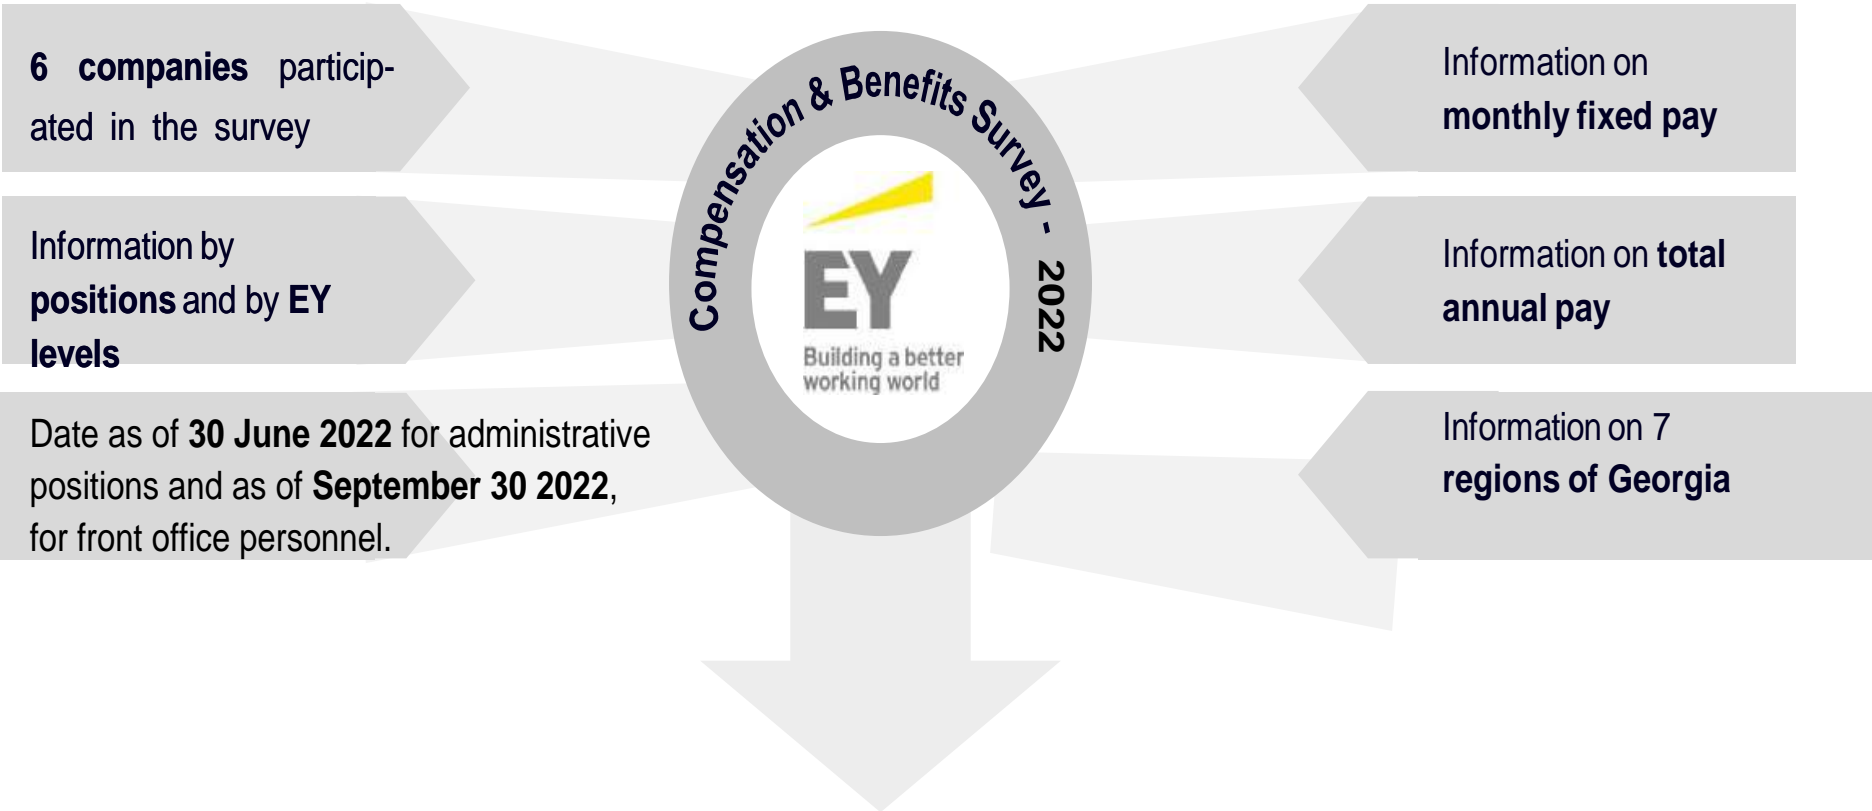 6 companies particip-
ated in the survey
Information by
positions and by EY
levels
Date as of 30 June 2022 for administrative
positions and as of September 30 2022,
for front office personnel.
Compensation & Benefits Survey - 2022
EY
Building a better
working world
Information on
monthly fixed pay
Information on total
annual pay
Information on 7
regions of Georgia